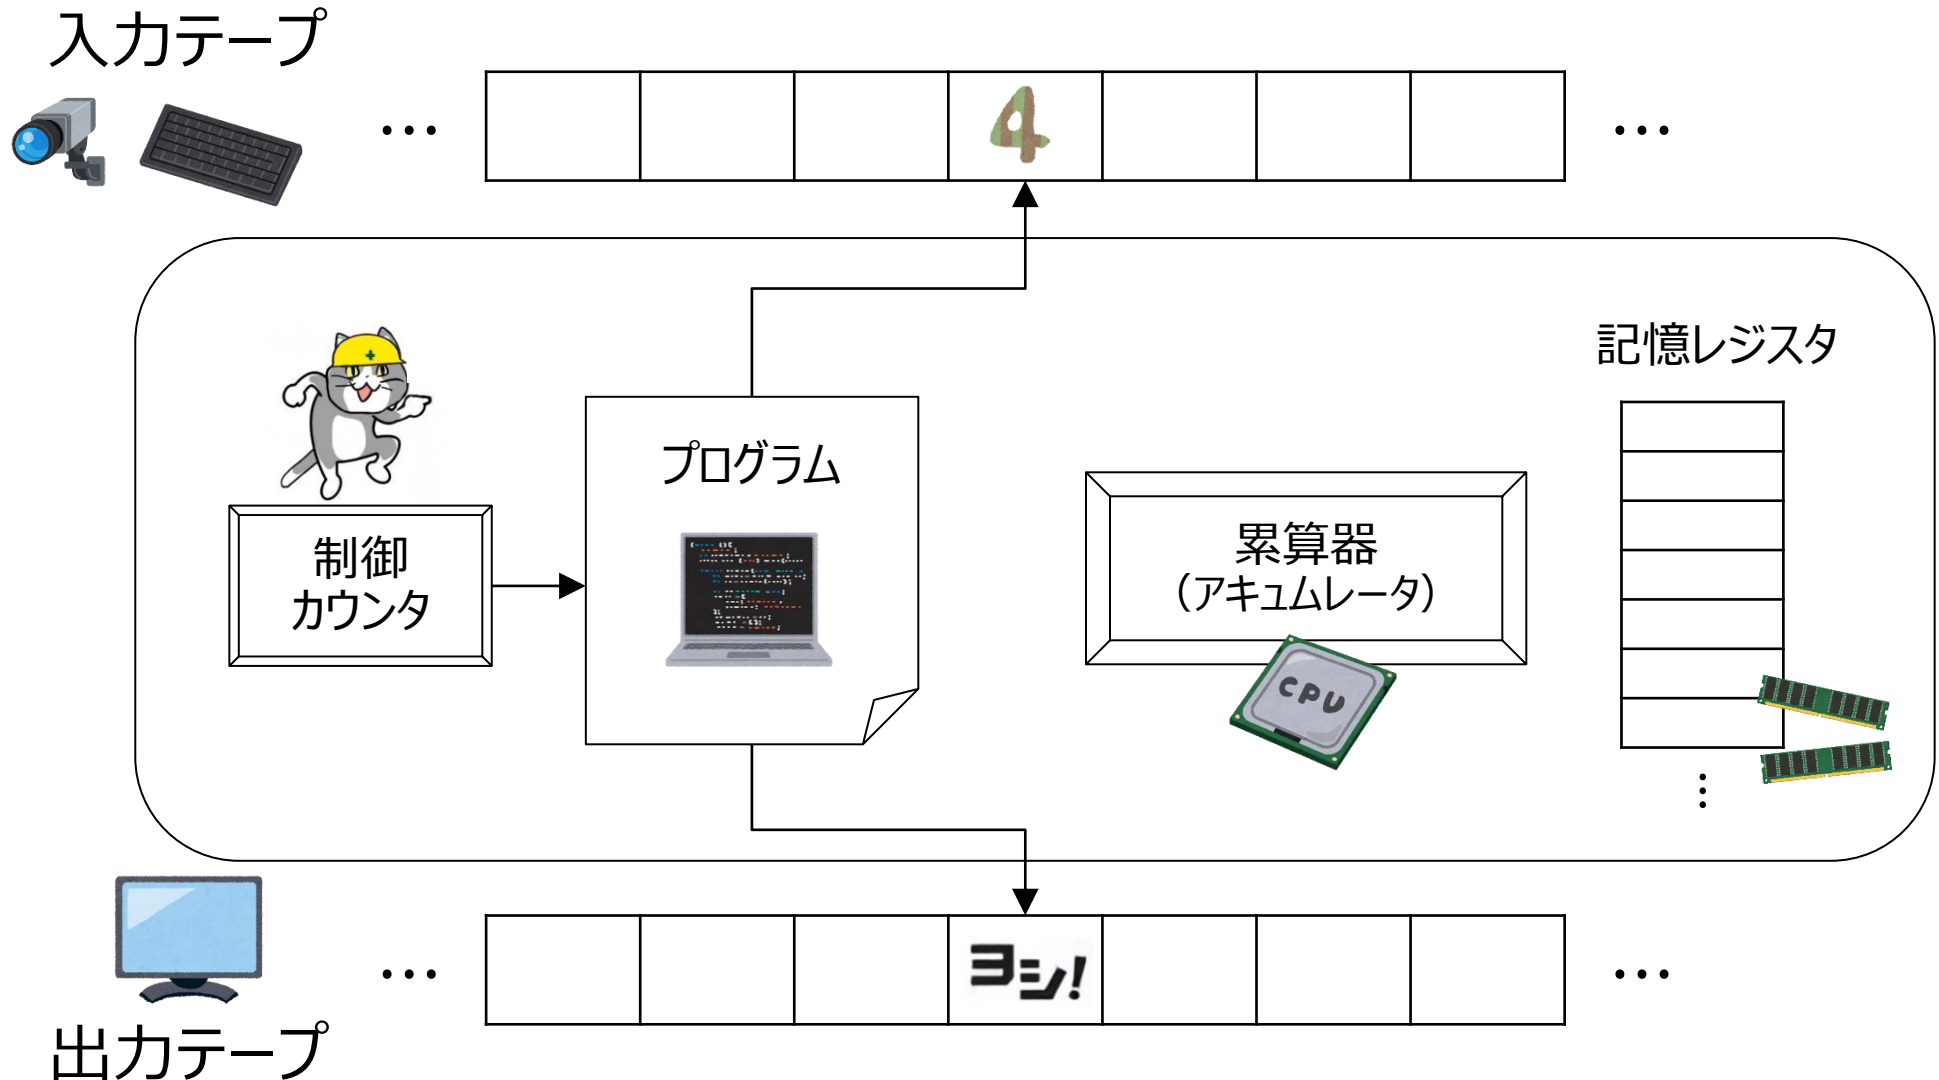 入力テープ
… 4 …
記憶レジスタ
プログラム
制御
カウンタ
累算器
（アキュムレータ）
CPU
⋮
… ヨシ! …
出力テープ